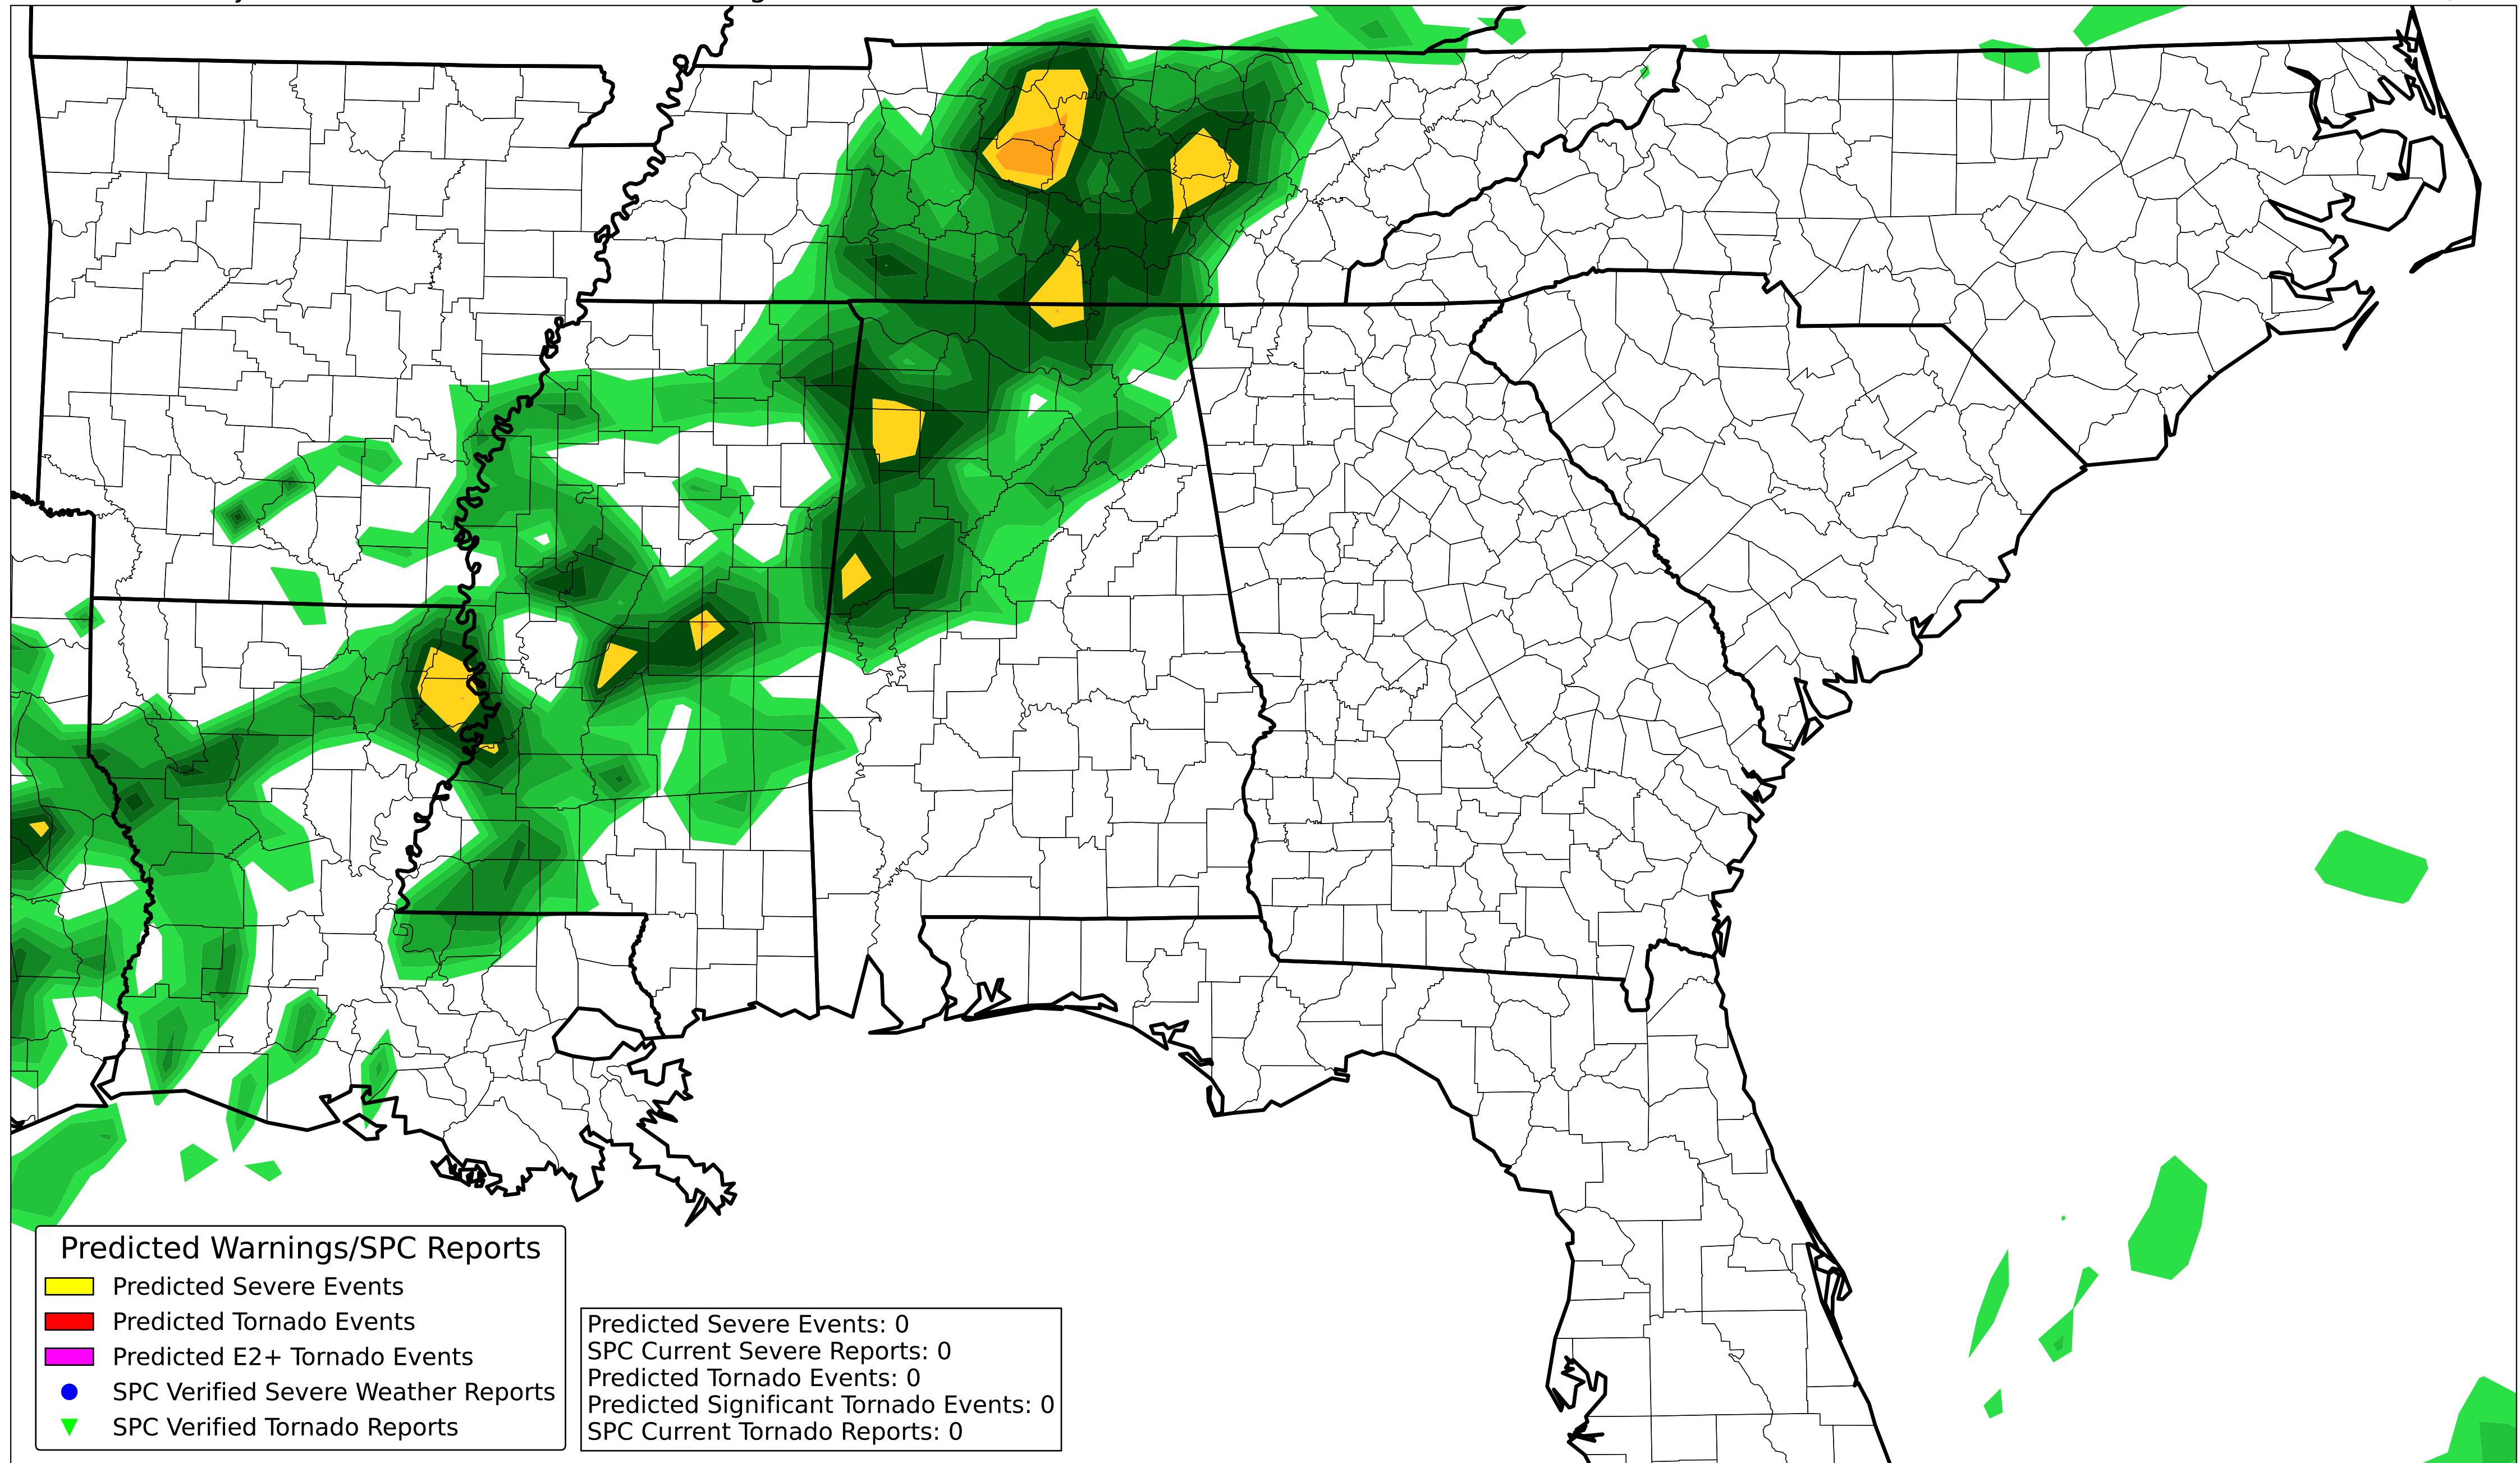 Predicted Warnings/SPC Reports
Predicted Severe Events
Predicted Tornado Events
Predicted E2+ Tornado Events
SPC Verified Severe Weather Reports
SPC Verified Tornado Reports
Predicted Severe Events: 0
SPC Current Severe Reports: 0
Predicted Tornado Events: 0
Predicted Significant Tornado Events: 0
SPC Current Tornado Reports: 0